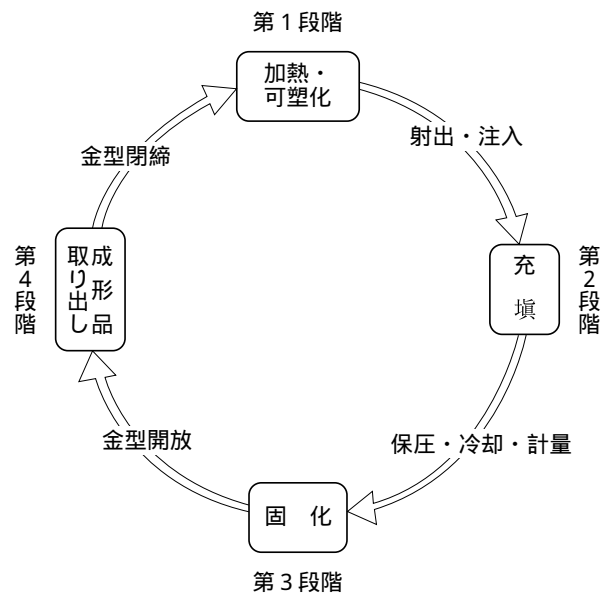 第1段階
加熱・
可塑化
射出・注入
第2段階
充
塡
保圧・冷却・計量
固 化
第3段階
金型開放
第4段階
成形品
取り出し
金型閉締